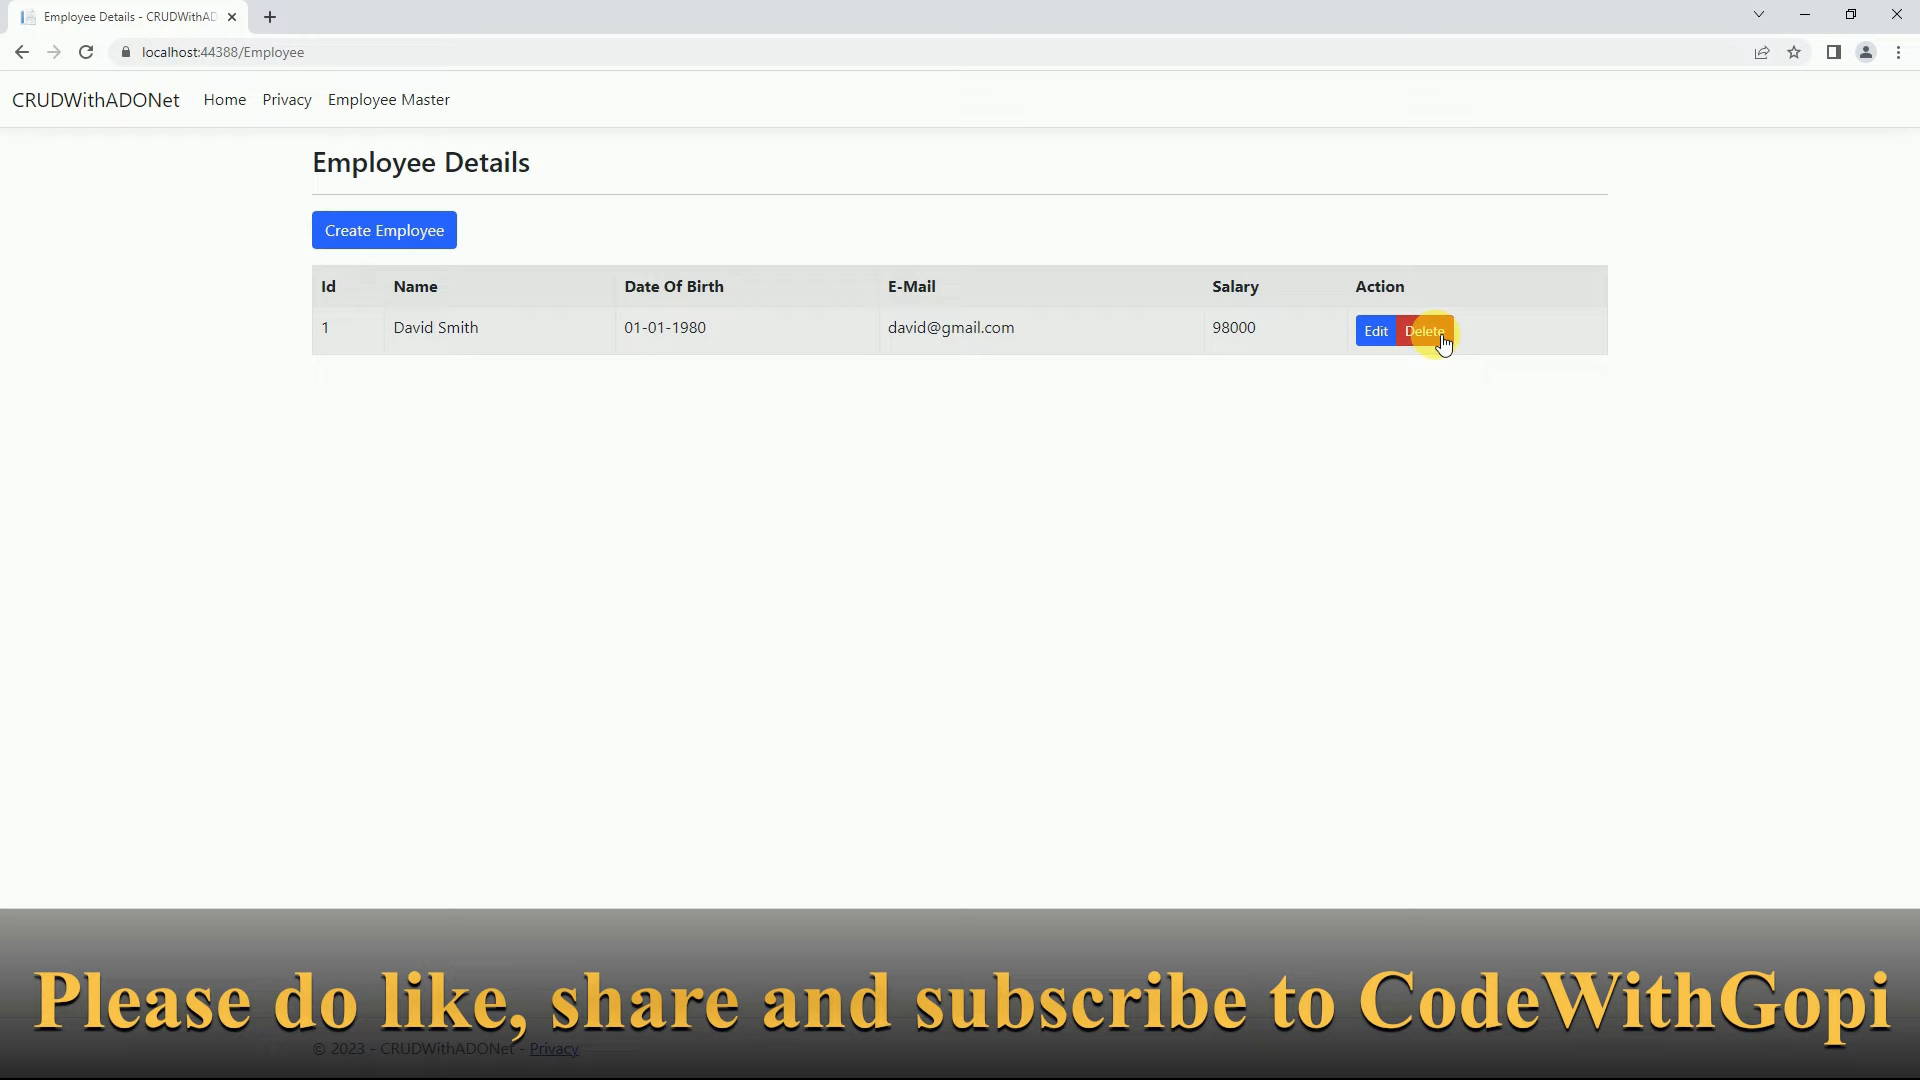 Employee Details - CRUDWithAD
localhost:44388/Employee
CRUDWithADONet Home Privacy Employee Master
Employee Details
Create Employee
Id Name Date Of Birth E-Mail Salary Action
1 David Smith 01-01-1980 david@gmail.com 98000 Edit Delete
Please do like, share and subscribe to CodeWithGopi
© 2023 - CRUDWithADONet - Privacy